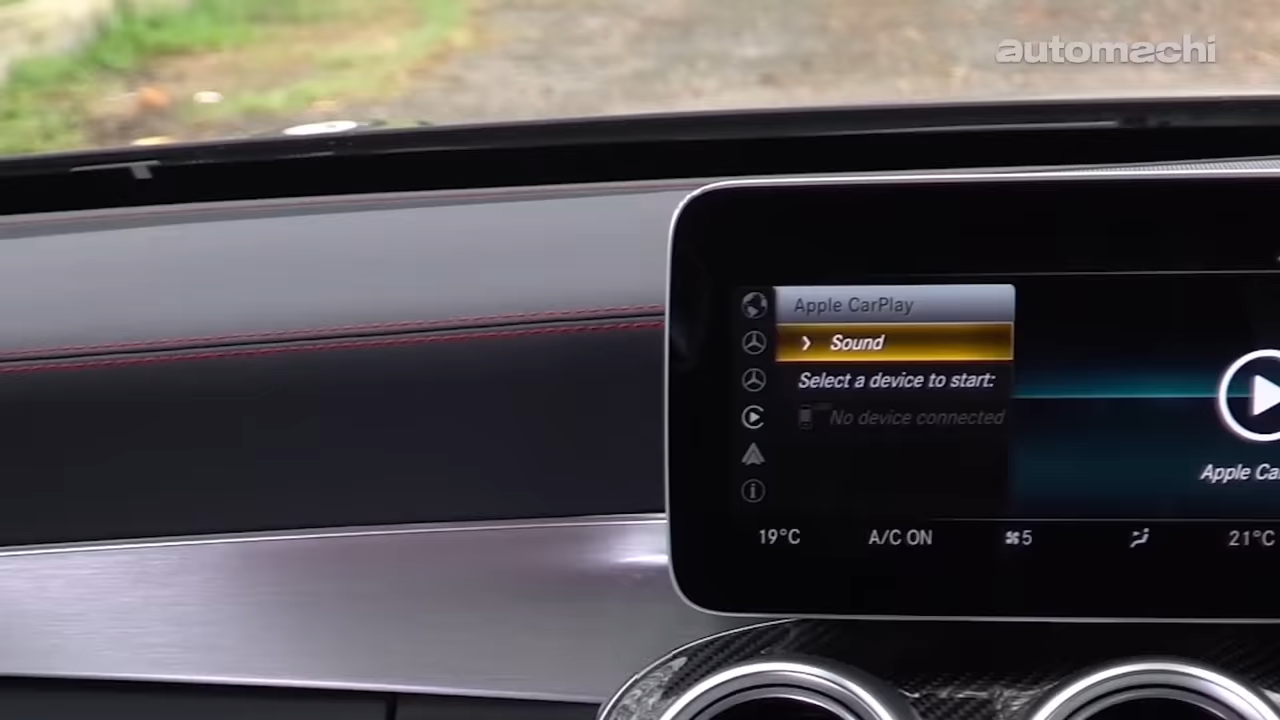 automachi
Apple CarPlay
Sound
Select a device to start:
No device connected
Apple Ca
19°C A/C ON 5 21°C